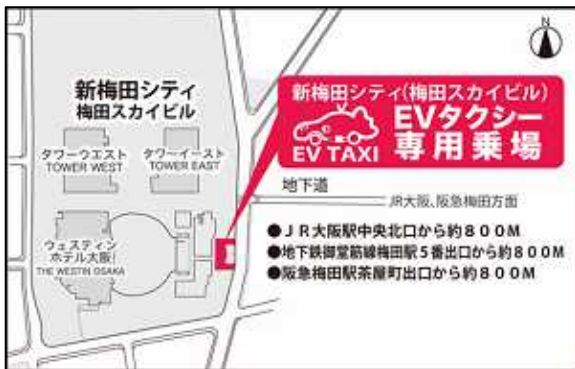 N
新梅田シティ
梅田スカイビル
タワーウエスト
TOWER WEST
タワーイースト
TOWER EAST
新梅田シティ(梅田スカイビル)
EV TAXI
EVタクシー
専用乗場
地下道
JR大阪、阪急梅田方面
ウェスティン
ホテル大阪
THE WESTIN OSAKA
●JR大阪駅中央北口から約800M
●地下鉄御堂筋線梅田駅5番出口から約800M
●阪急梅田駅茶屋町出口から約800M